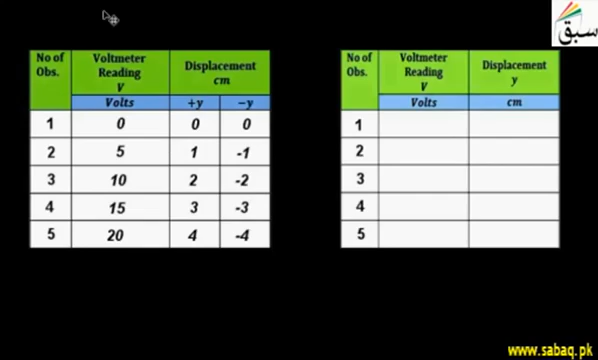 سبق
No of Obs. | Voltmeter Reading V | Displacement cm
Volts | +y | −y
1 | 0 | 0 | 0
2 | 5 | 1 | -1
3 | 10 | 2 | -2
4 | 15 | 3 | -3
5 | 20 | 4 | -4
No of Obs. | Voltmeter Reading V | Displacement y
Volts | cm
1
2
3
4
5
www.sabaq.pk